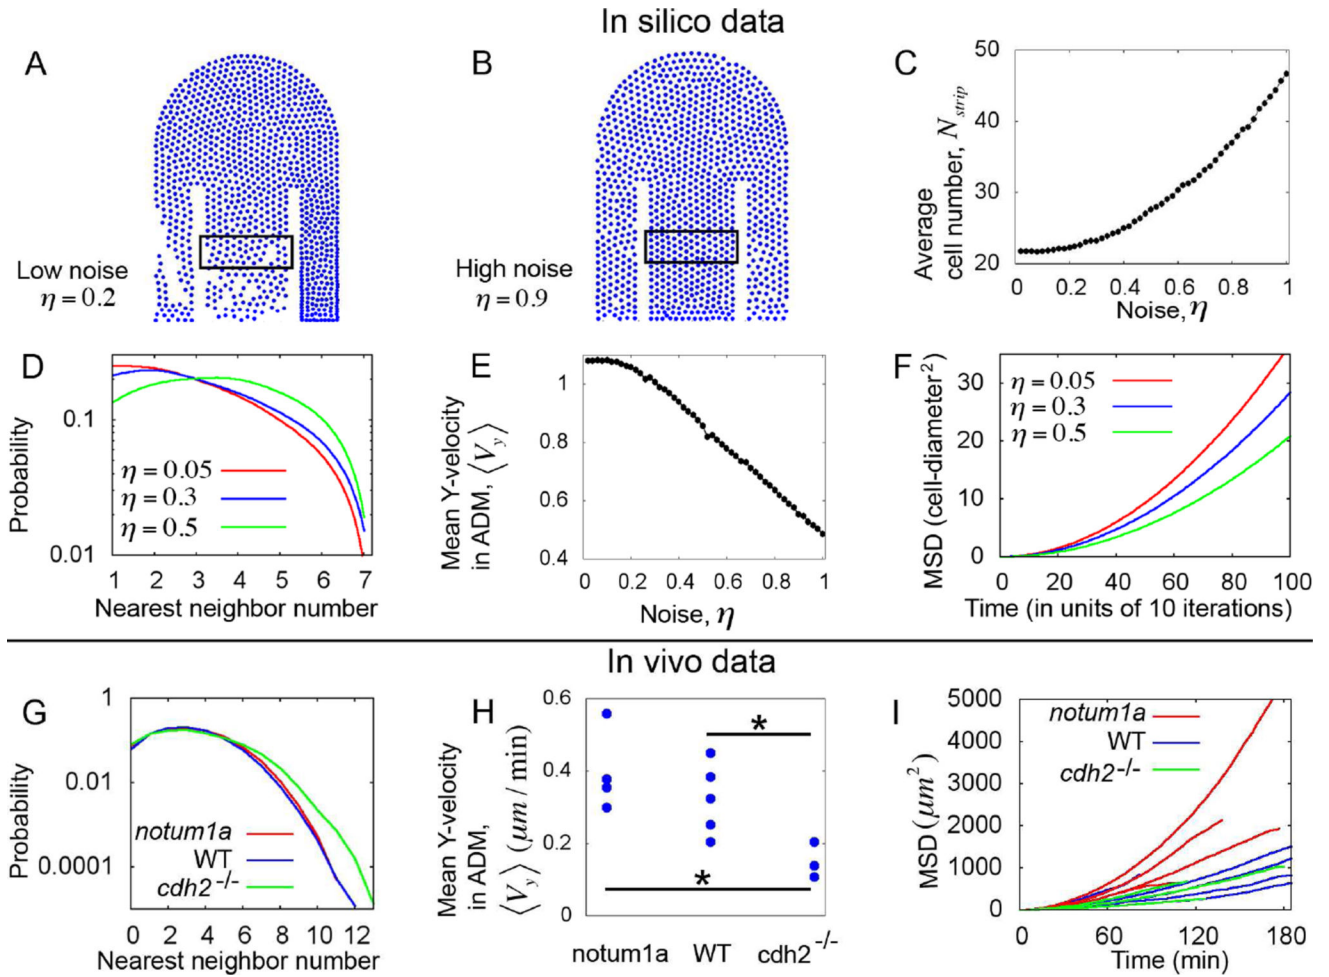 In silico data
A
Low noise
η = 0.2
B
High noise
η = 0.9
C
Average
cell number, N_strip
50
40
30
20
0 0.2 0.4 0.6 0.8 1
Noise, η
D
Probability
0.1
0.01
η = 0.05
η = 0.3
η = 0.5
1 2 3 4 5 6 7
Nearest neighbor number
E
Mean Y-velocity
in ADM, ⟨V_y⟩
1
0.8
0.6
0.4
0 0.2 0.4 0.6 0.8 1
Noise, η
F
MSD (cell-diameter²)
30
20
10
0
η = 0.05
η = 0.3
η = 0.5
0 20 40 60 80 100
Time (in units of 10 iterations)
In vivo data
G
Probability
1
0.01
0.0001
notum1a
WT
cdh2⁻/⁻
0 2 4 6 8 10 12
Nearest neighbor number
H
Mean Y-velocity
in ADM,
⟨V_y⟩ (μm / min)
0.6
0.4
0.2
0
*
*
notum1a WT cdh2⁻/⁻
I
MSD (μm²)
5000
4000
3000
2000
1000
0
notum1a
WT
cdh2⁻/⁻
0 60 120 180
Time (min)